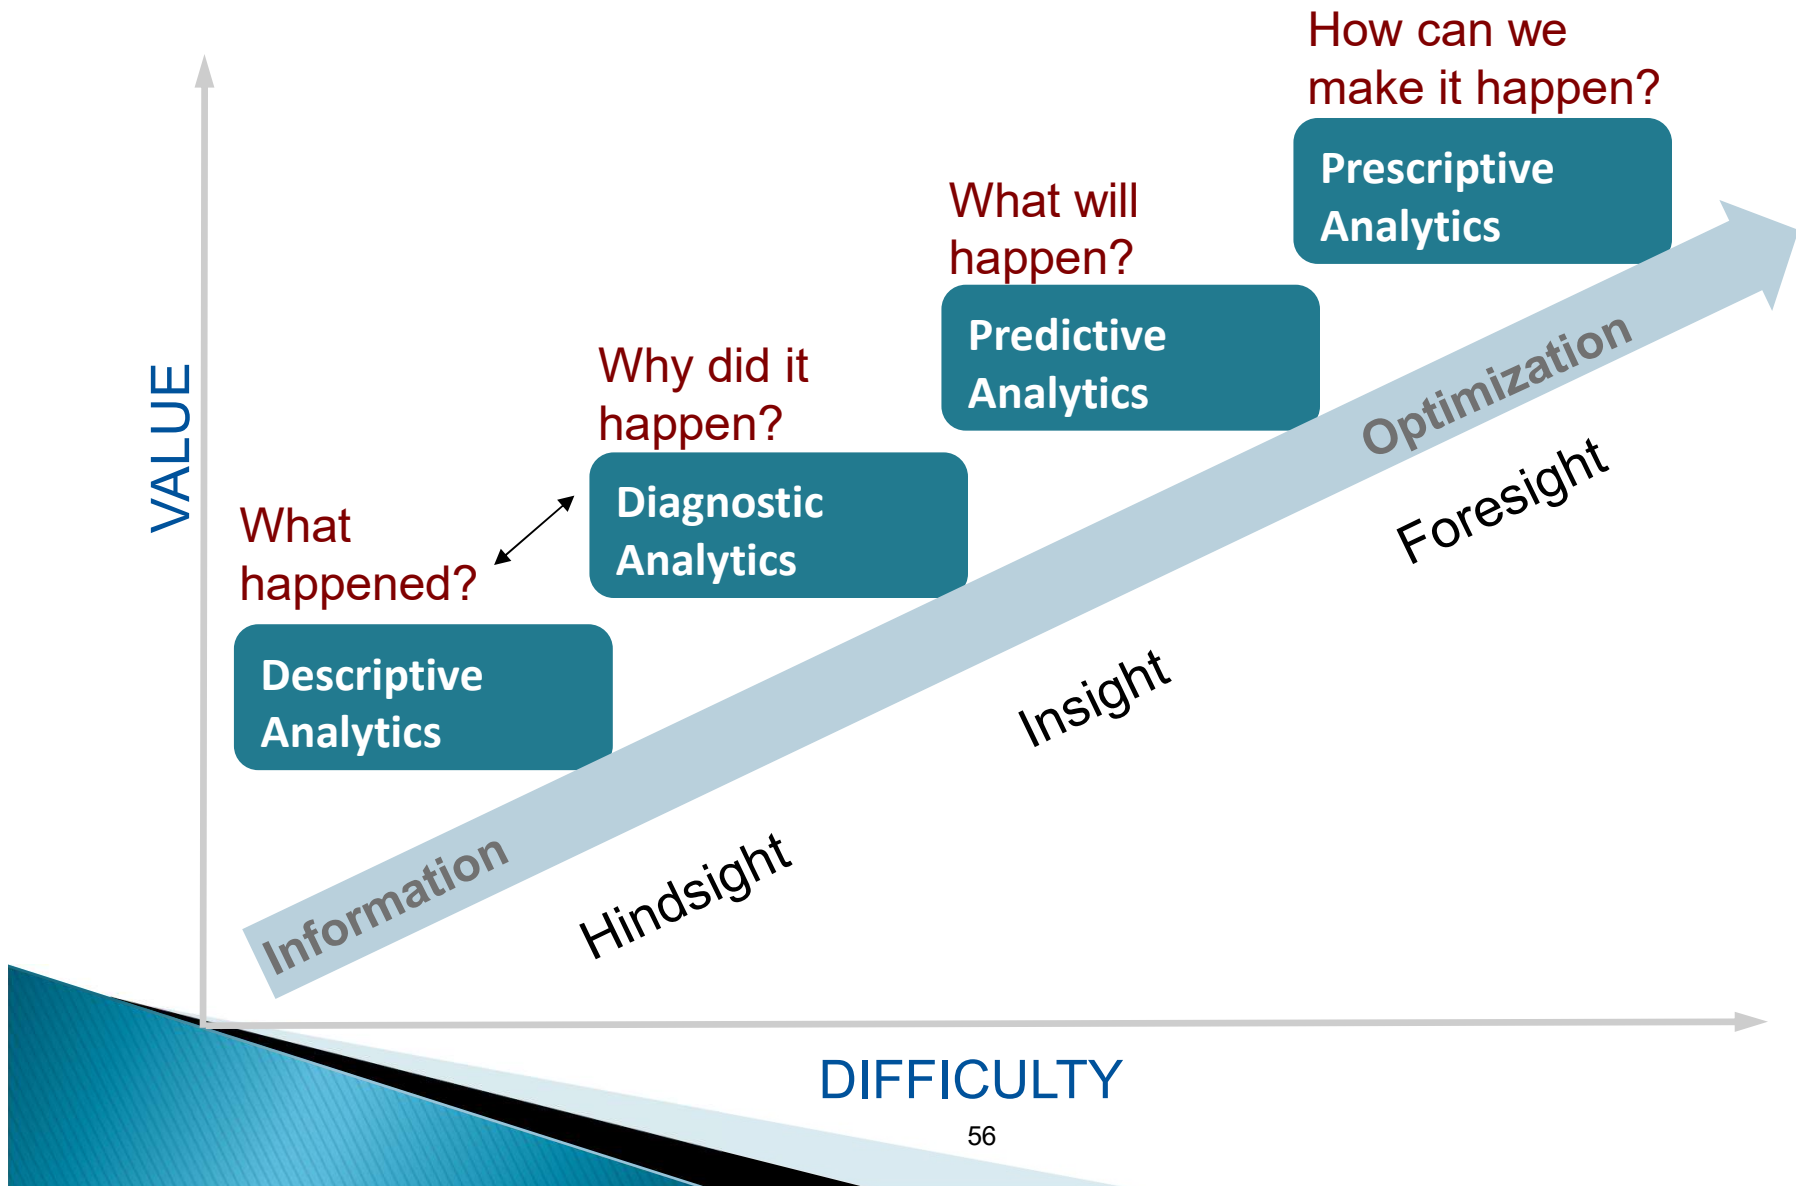 How can we
make it happen?
Prescriptive
Analytics
What will
happen?
Predictive
Analytics
Why did it
happen?
Diagnostic
Analytics
What
happened?
Descriptive
Analytics
VALUE
Optimization
Information
Foresight
Insight
Hindsight
DIFFICULTY
56